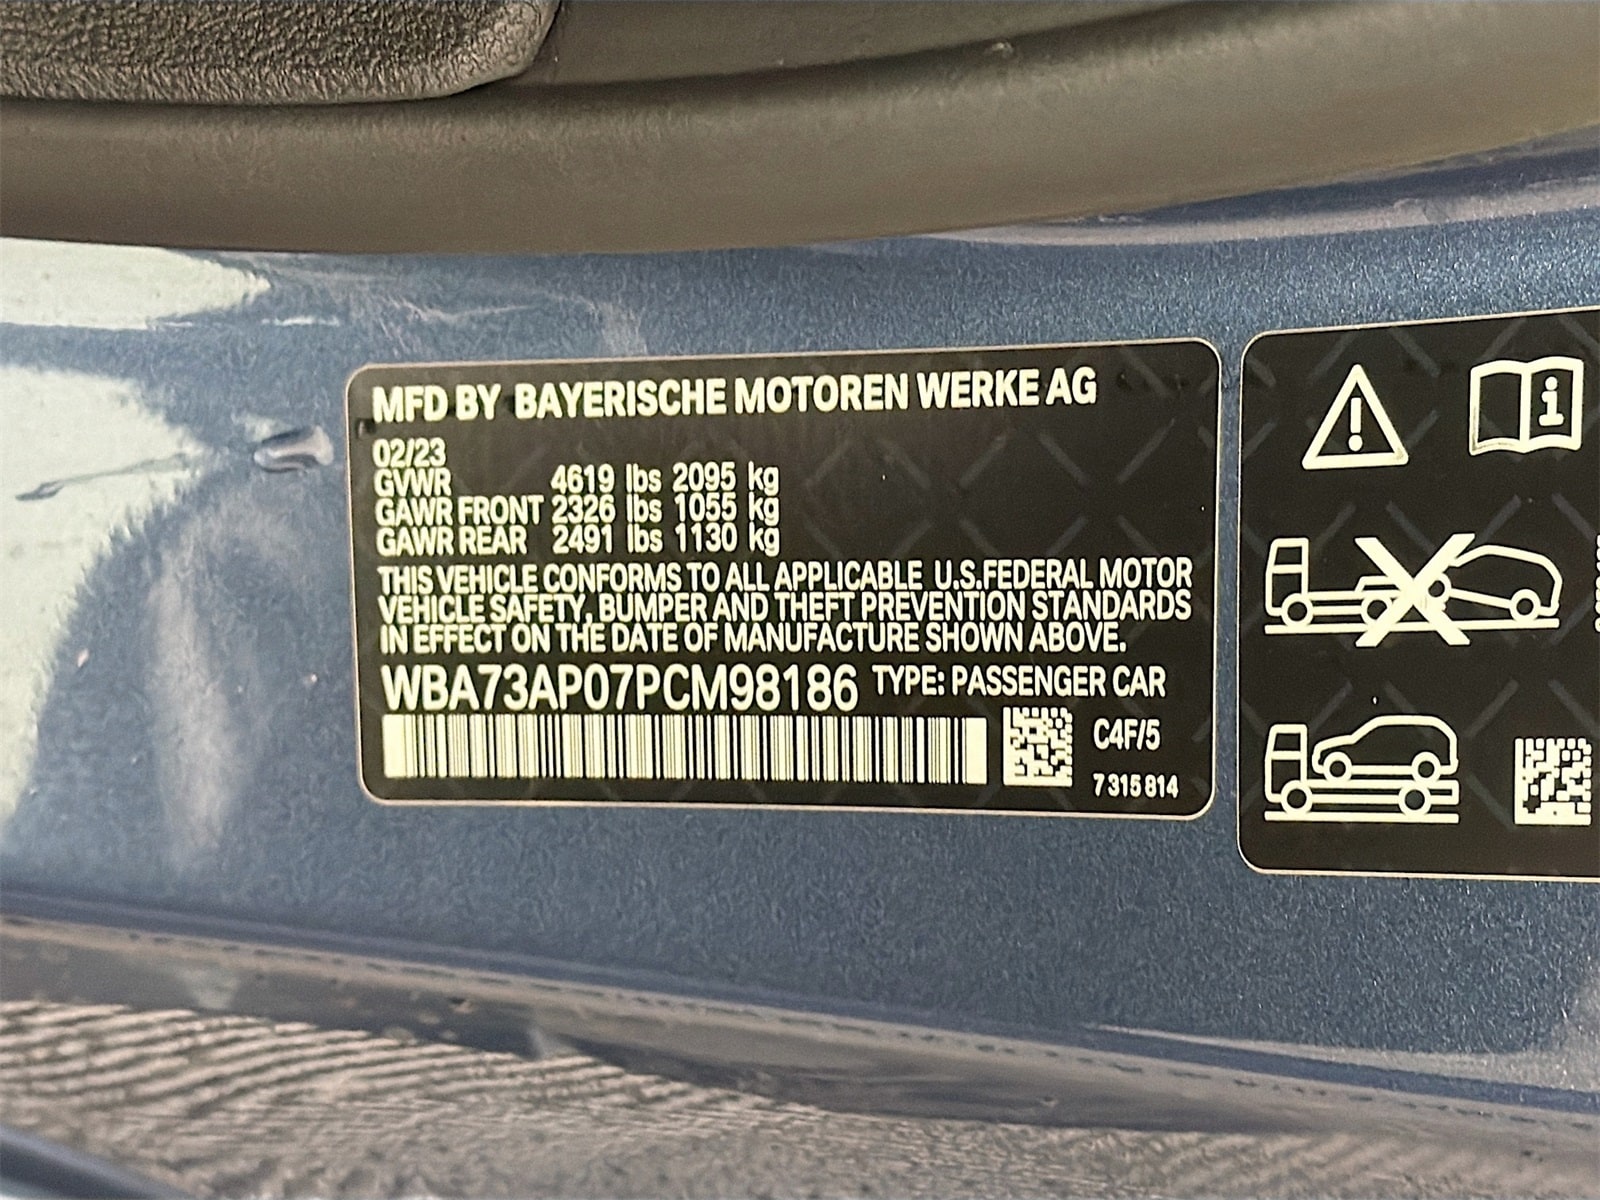 MFD BY BAYERISCHE MOTOREN WERKE AG
02/23
GVWR 4619 lbs 2095 kg
GAWR FRONT 2326 lbs 1055 kg
GAWR REAR 2491 lbs 1130 kg
THIS VEHICLE CONFORMS TO ALL APPLICABLE U.S.FEDERAL MOTOR
VEHICLE SAFETY, BUMPER AND THEFT PREVENTION STANDARDS
IN EFFECT ON THE DATE OF MANUFACTURE SHOWN ABOVE.
WBA73AP07PCM98186 TYPE: PASSENGER CAR
C4F/5
7 315 814